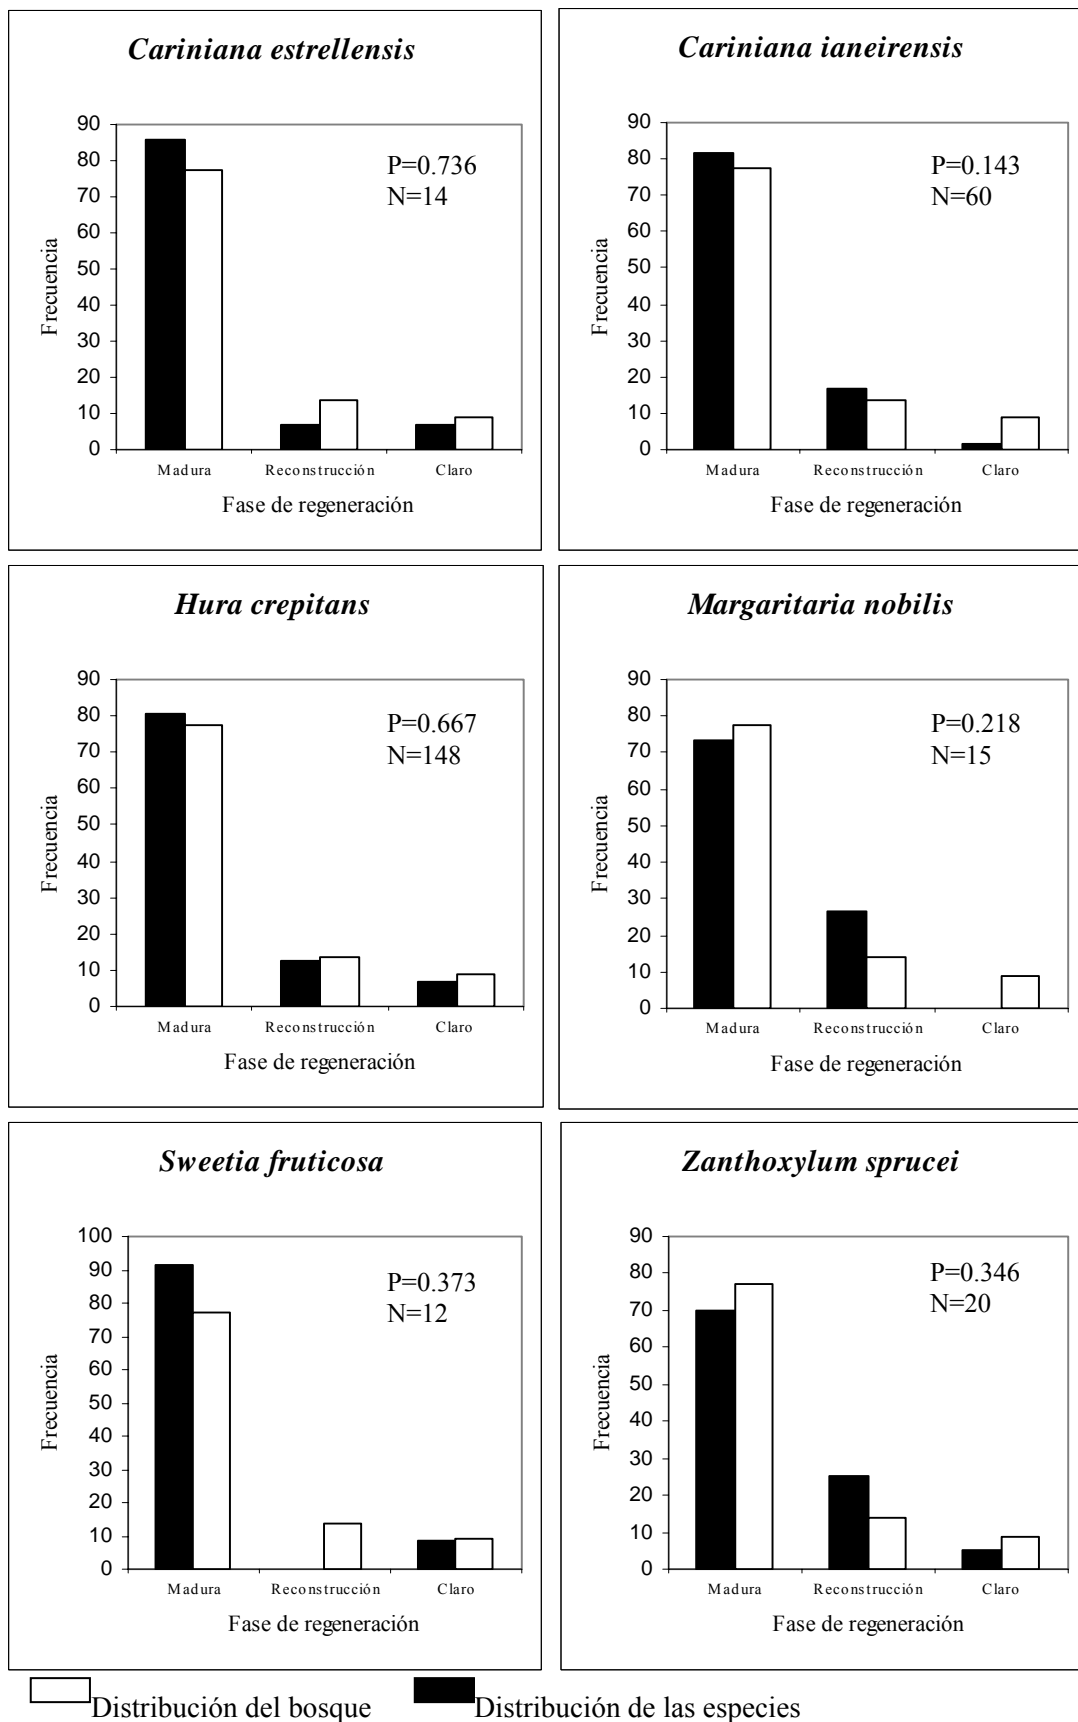 Cariniana estrellensis
90
80
70
60
50
40
30
20
10
0
Frecuencia
P=0.736
N=14
Madura Reconstrucción Claro
Fase de regeneración
Cariniana ianeirensis
90
80
70
60
50
40
30
20
10
0
Frecuencia
P=0.143
N=60
Madura Reconstrucción Claro
Fase de regeneración
Hura crepitans
90
80
70
60
50
40
30
20
10
0
Frecuencia
P=0.667
N=148
Madura Reconstrucción Claro
Fase de regeneración
Margaritaria nobilis
90
80
70
60
50
40
30
20
10
0
Frecuencia
P=0.218
N=15
Madura Reconstrucción Claro
Fase de regeneración
Sweetia fruticosa
100
90
80
70
60
50
40
30
20
10
0
Frecuencia
P=0.373
N=12
Madura Reconstrucción Claro
Fase de regeneración
Zanthoxylum sprucei
90
80
70
60
50
40
30
20
10
0
Frecuencia
P=0.346
N=20
Madura Reconstrucción Claro
Fase de regeneración
Distribución del bosque Distribución de las especies